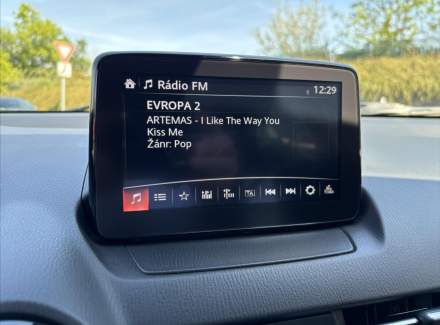 Rádio FM
12:29
EVROPA 2
ARTEMAS - I Like The Way You
Kiss Me
Žánr: Pop